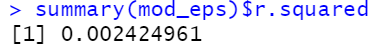 > summary(mod_eps)$r.squared
[1] 0.002424961